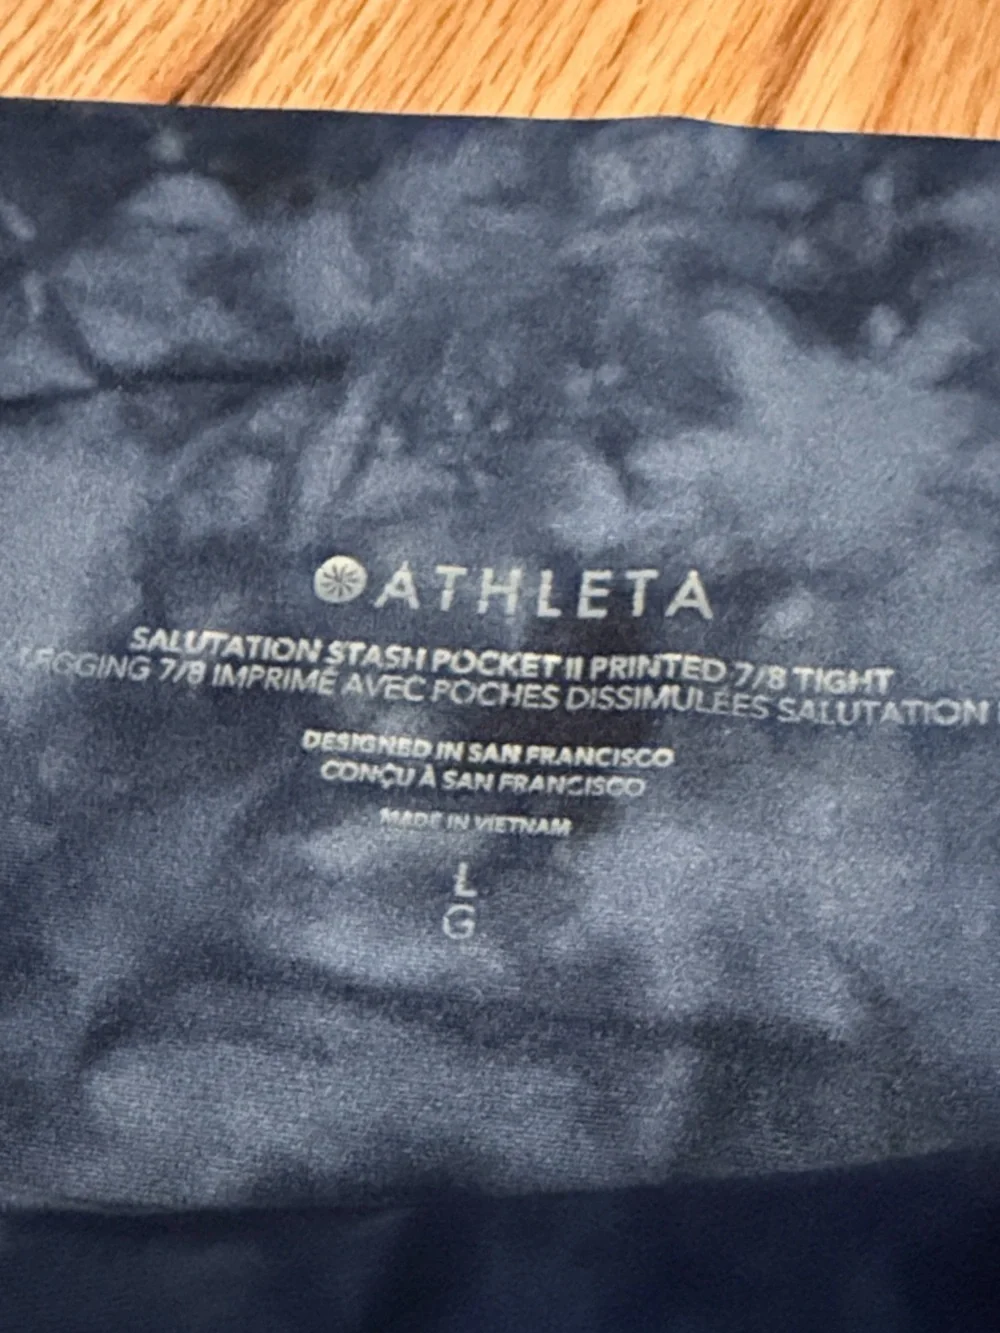 ATHLETA
SALUTATION STASH POCKET II PRINTED 7/8 TIGHT
LEGGING 7/8 IMPRIMÉ AVEC POCHES DISSIMULÉES SALUTATION
DESIGNED IN SAN FRANCISCO
CONÇU À SAN FRANCISCO
MADE IN VIETNAM
L
G